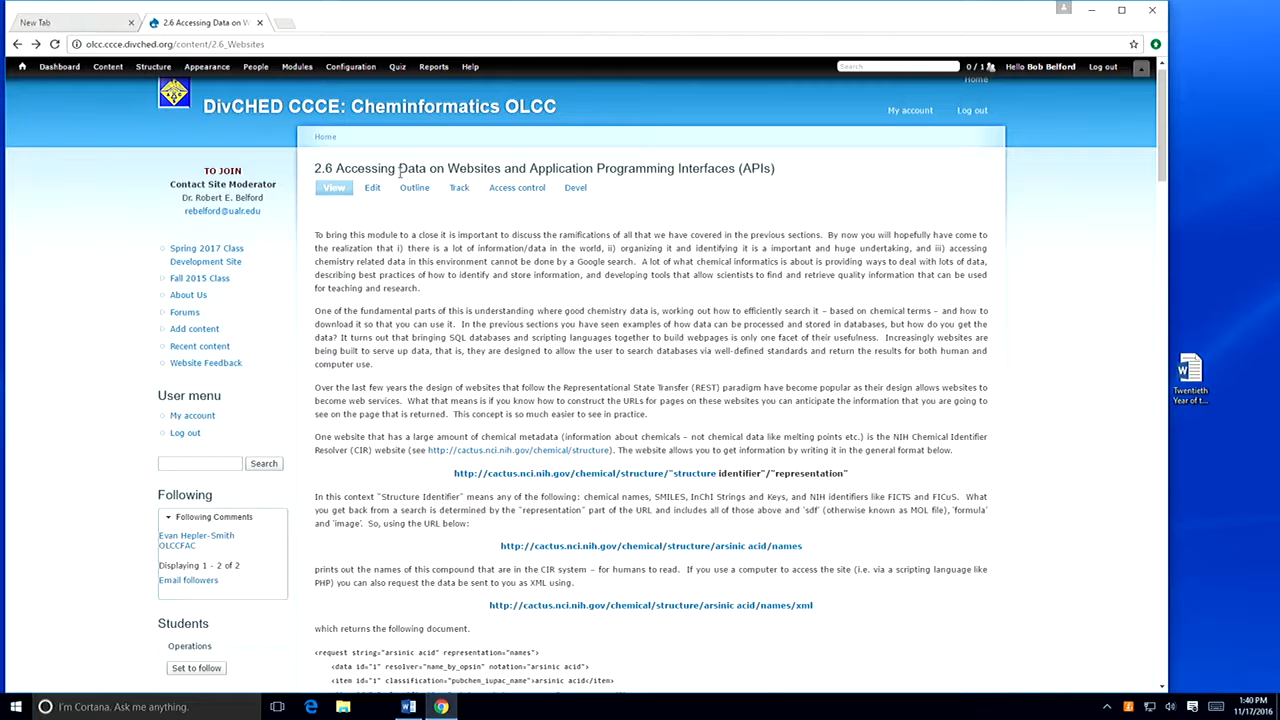 New Tab
2.6 Accessing Data on W
olcc.ccce.divched.org/content/2.6_Websites
Dashboard Content Structure Appearance People Modules Configuration Quiz Reports Help Search 0 / 1 Hello Bob Belford Log out
Home
DivCHED CCCE: Cheminformatics OLCC
My account Log out
Home
TO JOIN
Contact Site Moderator
Dr. Robert E. Belford
rebelford@ualr.edu
Spring 2017 Class
Development Site
Fall 2015 Class
About Us
Forums
Add content
Recent content
Website Feedback
User menu
My account
Log out
Search
Following
Following Comments
Evan Hepler-Smith
OLCCFAC
Displaying 1 - 2 of 2
Email followers
Students
Operations
Set to follow
2.6 Accessing Data on Websites and Application Programming Interfaces (APIs)
View Edit Outline Track Access control Devel
To bring this module to a close it is important to discuss the ramifications of all that we have covered in the previous sections. By now you will hopefully have come to
the realization that i) there is a lot of information/data in the world, ii) organizing it and identifying it is a important and huge undertaking, and iii) accessing
chemistry related data in this environment cannot be done by a Google search. A lot of what chemical informatics is about is providing ways to deal with lots of data,
describing best practices of how to identify and store information, and developing tools that allow scientists to find and retrieve quality information that can be used
for teaching and research.
One of the fundamental parts of this is understanding where good chemistry data is, working out how to efficiently search it – based on chemical terms – and how to
download it so that you can use it. In the previous sections you have seen examples of how data can be processed and stored in databases, but how do you get the
data? It turns out that bringing SQL databases and scripting languages together to build webpages is only one facet of their usefulness. Increasingly websites are
being built to serve up data, that is, they are designed to allow the user to search databases via well-defined standards and return the results for both human and
computer use.
Over the last few years the design of websites that follow the Representational State Transfer (REST) paradigm have become popular as their design allows websites to
become web services. What that means is if you know how to construct the URLs for pages on these websites you can anticipate the information that you are going to
see on the page that is returned. This concept is so much easier to see in practice.
One website that has a large amount of chemical metadata (information about chemicals – not chemical data like melting points etc.) is the NIH Chemical Identifier
Resolver (CIR) website (see http://cactus.nci.nih.gov/chemical/structure). The website allows you to get information by writing it in the general format below.
http://cactus.nci.nih.gov/chemical/structure/"structure identifier"/"representation"
In this context "Structure Identifier" means any of the following: chemical names, SMILES, InChI Strings and Keys, and NIH identifiers like FICTS and FICuS. What
you get back from a search is determined by the "representation" part of the URL and includes all of those above and 'sdf' (otherwise known as MOL file), 'formula'
and 'image'. So, using the URL below:
http://cactus.nci.nih.gov/chemical/structure/arsinic acid/names
prints out the names of this compound that are in the CIR system – for humans to read. If you use a computer to access the site (i.e. via a scripting language like
PHP) you can also request the data be sent to you as XML using.
http://cactus.nci.nih.gov/chemical/structure/arsinic acid/names/xml
which returns the following document.
<request string="arsinic acid" representation="names">
<data id="1" resolver="name_by_opsin" notation="arsinic acid">
<item id="1" classification="pubchem_iupac_name">arsinic acid</item>
Twentieth
Year of t...
I'm Cortana. Ask me anything.
1:40 PM
11/17/2016